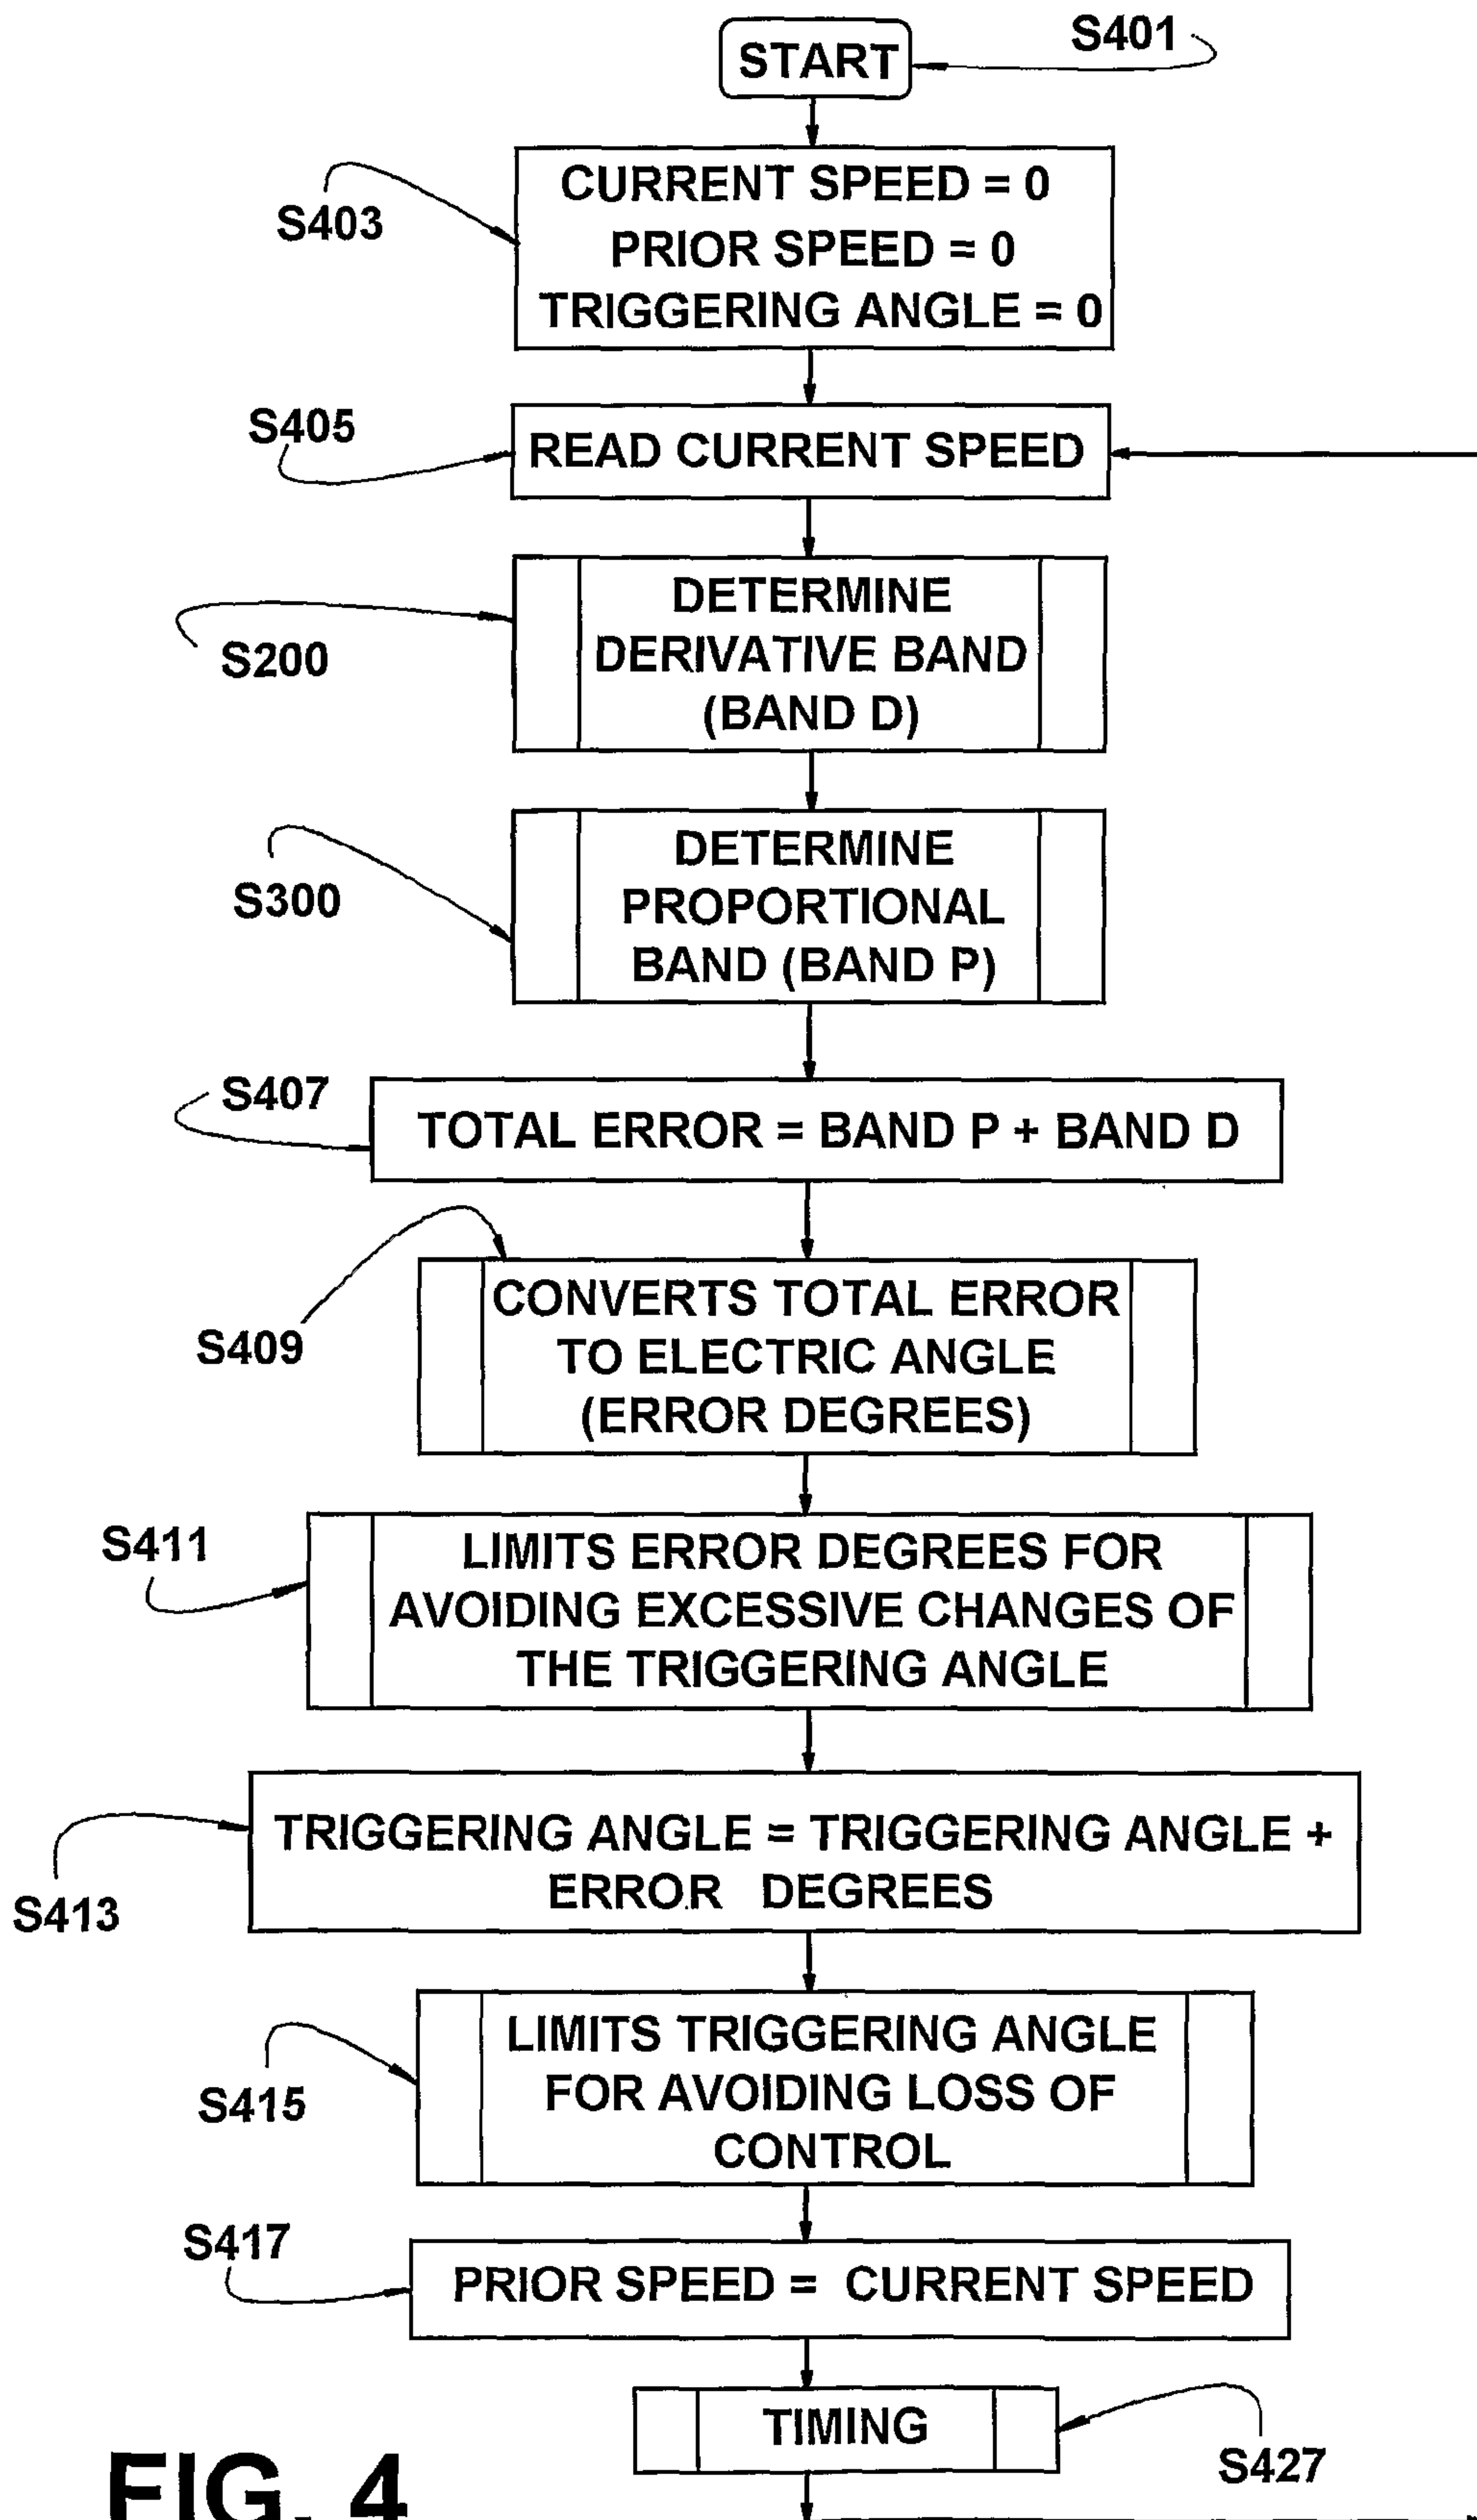 START
S401
CURRENT SPEED = 0
PRIOR SPEED = 0
TRIGGERING ANGLE = 0
S403
S405
READ CURRENT SPEED
DETERMINE
DERIVATIVE BAND
(BAND D)
S200
DETERMINE
PROPORTIONAL
BAND (BAND P)
S300
S407
TOTAL ERROR = BAND P + BAND D
CONVERTS TOTAL ERROR
TO ELECTRIC ANGLE
(ERROR DEGREES)
S409
S411
LIMITS ERROR DEGREES FOR
AVOIDING EXCESSIVE CHANGES OF
THE TRIGGERING ANGLE
TRIGGERING ANGLE = TRIGGERING ANGLE +
ERROR DEGREES
S413
LIMITS TRIGGERING ANGLE
FOR AVOIDING LOSS OF
CONTROL
S415
S417
PRIOR SPEED = CURRENT SPEED
TIMING
S427
FIG. 4